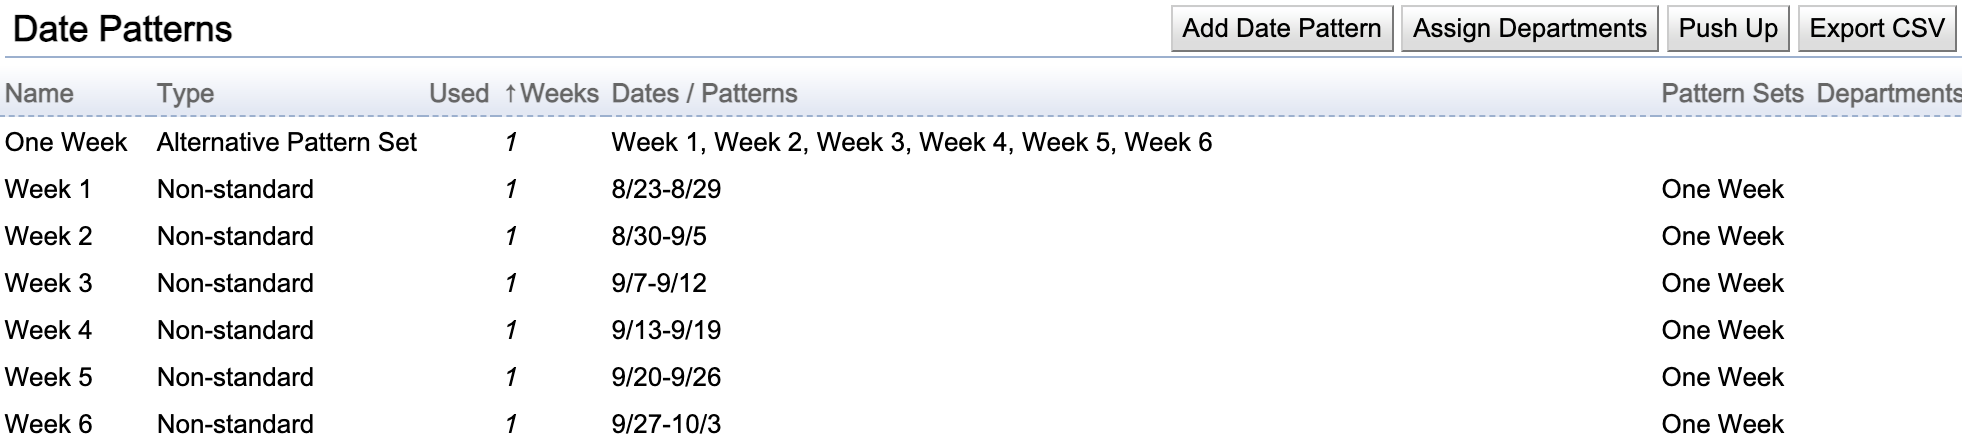 Date Patterns Add Date Pattern Assign Departments Push Up Export CSV
Name Type Used ↑Weeks Dates / Patterns Pattern Sets Departments
One Week Alternative Pattern Set 1 Week 1, Week 2, Week 3, Week 4, Week 5, Week 6
Week 1 Non-standard 1 8/23-8/29 One Week
Week 2 Non-standard 1 8/30-9/5 One Week
Week 3 Non-standard 1 9/7-9/12 One Week
Week 4 Non-standard 1 9/13-9/19 One Week
Week 5 Non-standard 1 9/20-9/26 One Week
Week 6 Non-standard 1 9/27-10/3 One Week